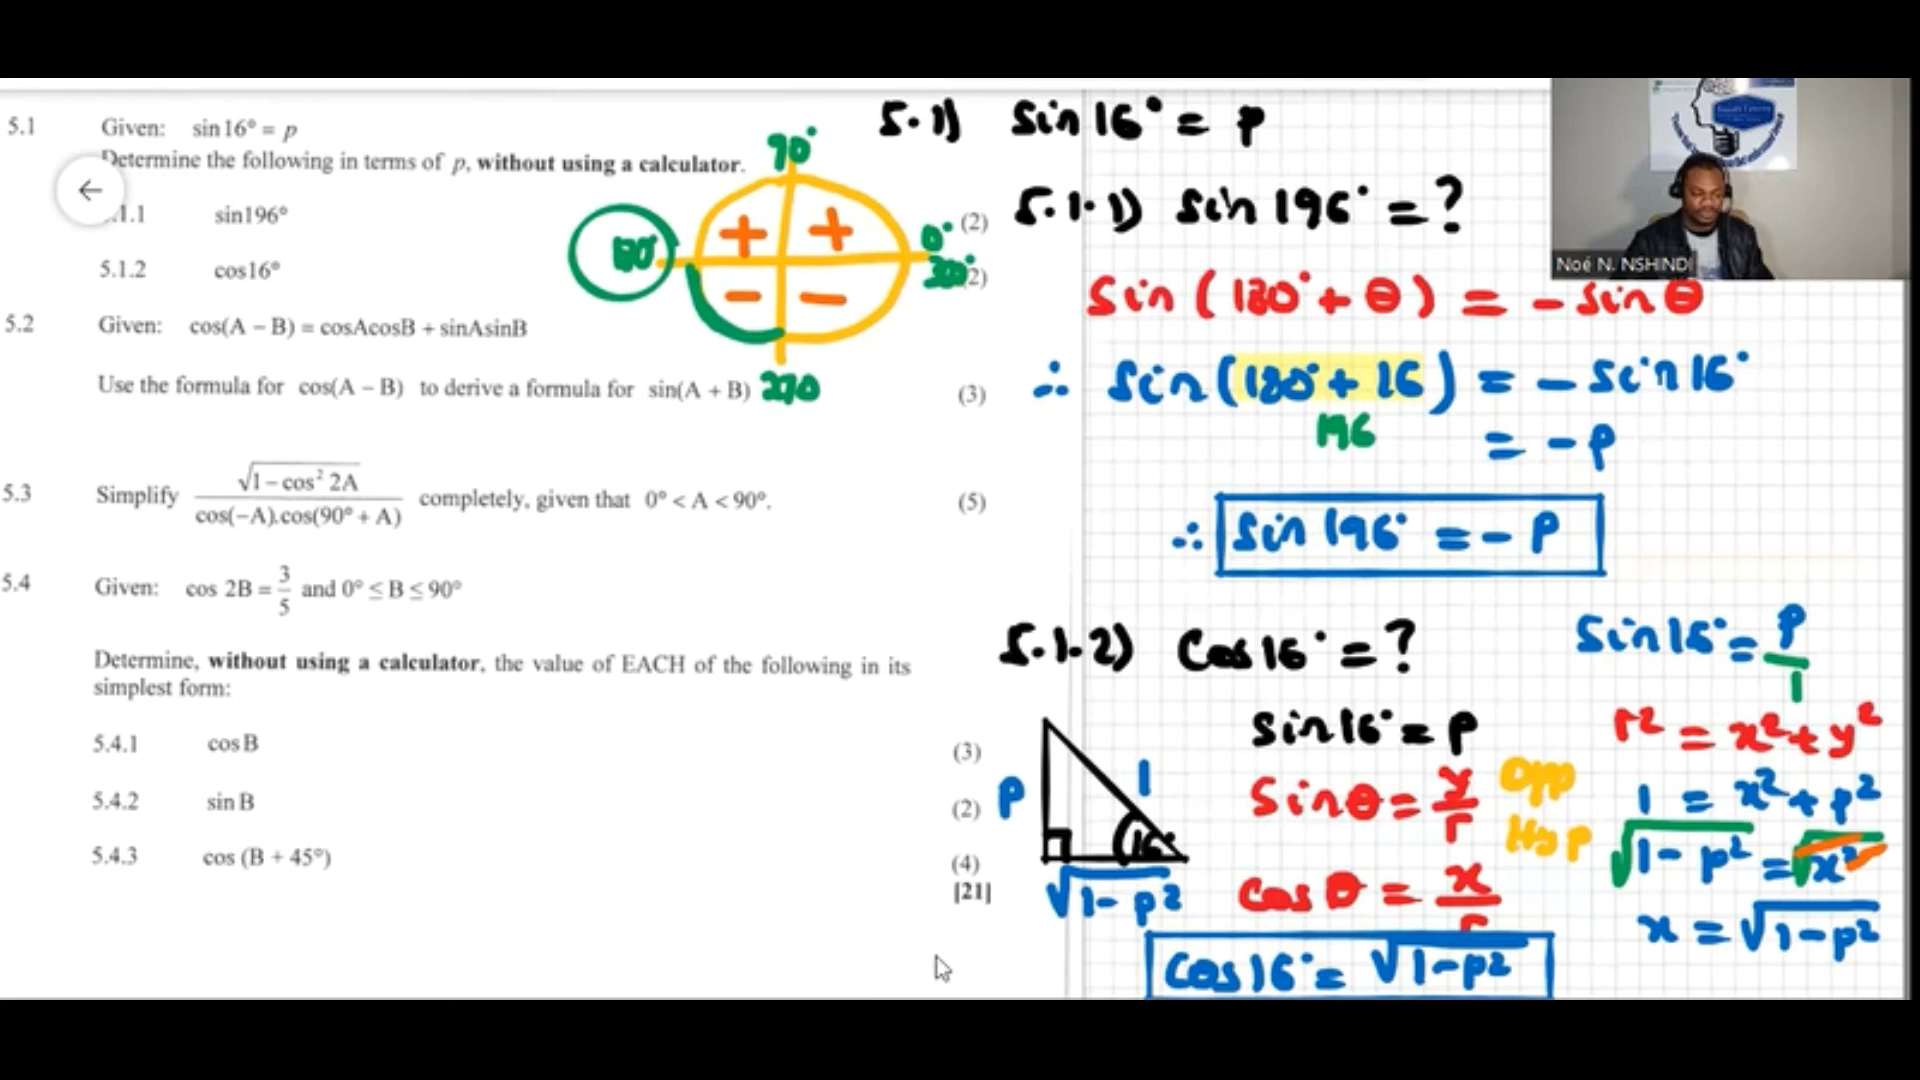 5.1 Given: sin16° = p
Determine the following in terms of p, without using a calculator.
.1.1 sin196° (2)
5.1.2 cos16° (2)
5.2 Given: cos(A – B) = cosAcosB + sinAsinB
Use the formula for cos(A – B) to derive a formula for sin(A + B) (3)
5.3 Simplify √1 – cos² 2A / cos(–A).cos(90° + A) completely, given that 0° < A < 90°. (5)
5.4 Given: cos 2B = 3/5 and 0° ≤ B ≤ 90°
Determine, without using a calculator, the value of EACH of the following in its
simplest form:
5.4.1 cosB (3)
5.4.2 sin B (2)
5.4.3 cos (B + 45°) (4)
[21]
90°
+ +
180°
0°
– –
270
5.1) sin 16° = p
5.1.1) sin 196° = ?
sin (180° + θ) = – sin θ
∴ sin (180° + 16) = – sin 16°
196 = – p
∴ sin 196° = – p
5.1.2) cos 16° = ?
sin 16° = p
sin θ = y/r Opp Hyp
cos θ = x/r
cos 16° = √1-p²
p
1
16
√1-p²
sin 16° = p/1
r² = x² + y²
1 = x² + p²
√1 - p² = √x²
x = √1-p²
Noé N. NSHINDI